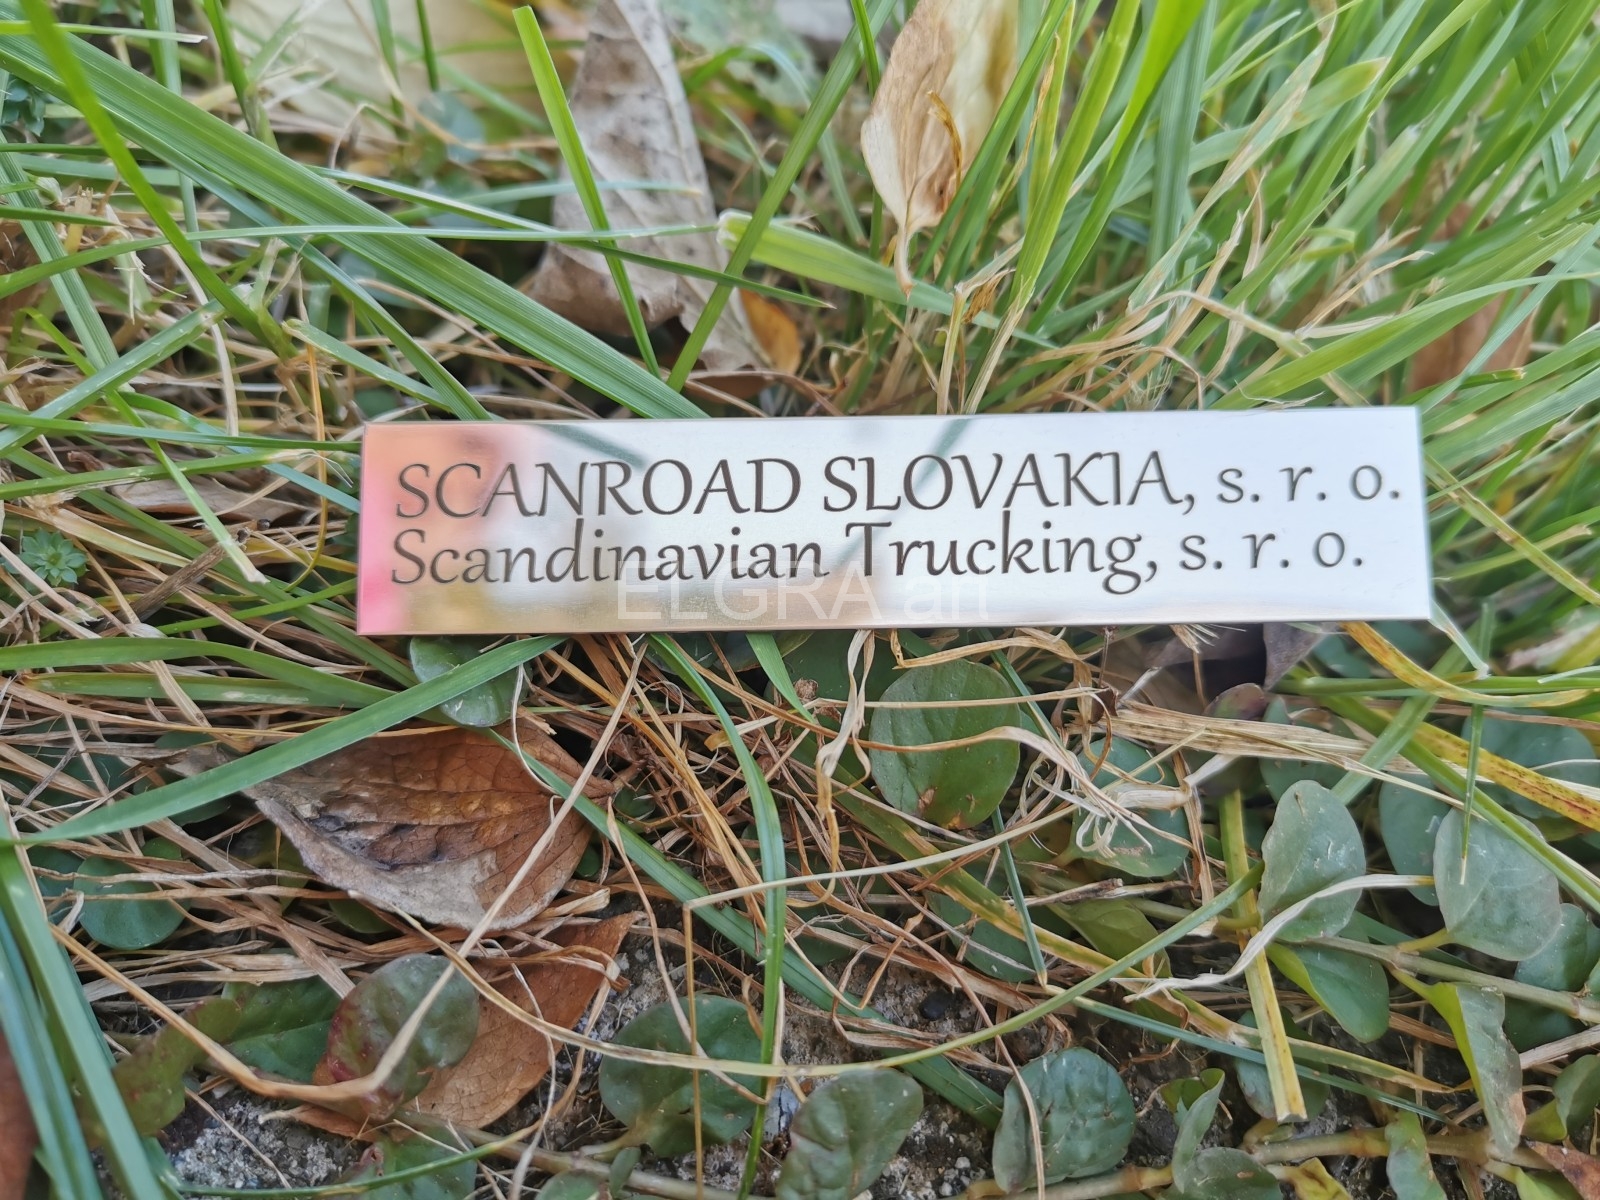 SCANROAD SLOVAKIA, s. r. o.
Scandinavian Trucking, s. r. o.
ELGRA art